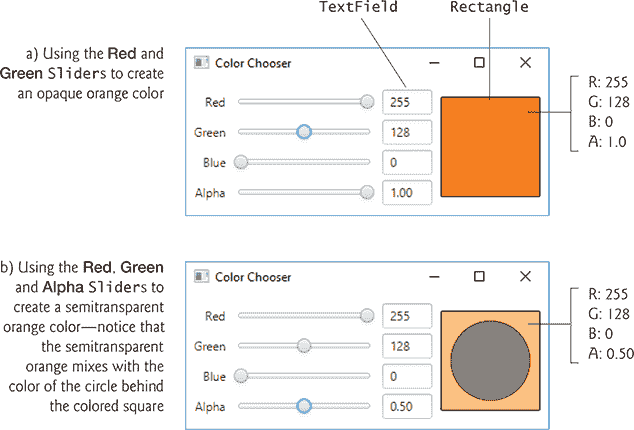 TextField
Rectangle
a) Using the Red and
Green Sliders to create
an opaque orange color
Color Chooser
Red
255
Green
128
Blue
0
Alpha
1.00
R: 255
G: 128
B: 0
A: 1.0
b) Using the Red, Green
and Alpha Sliders to
create a semitransparent
orange color—notice that
the semitransparent
orange mixes with the
color of the circle behind
the colored square
Color Chooser
Red
255
Green
128
Blue
0
Alpha
0.50
R: 255
G: 128
B: 0
A: 0.50